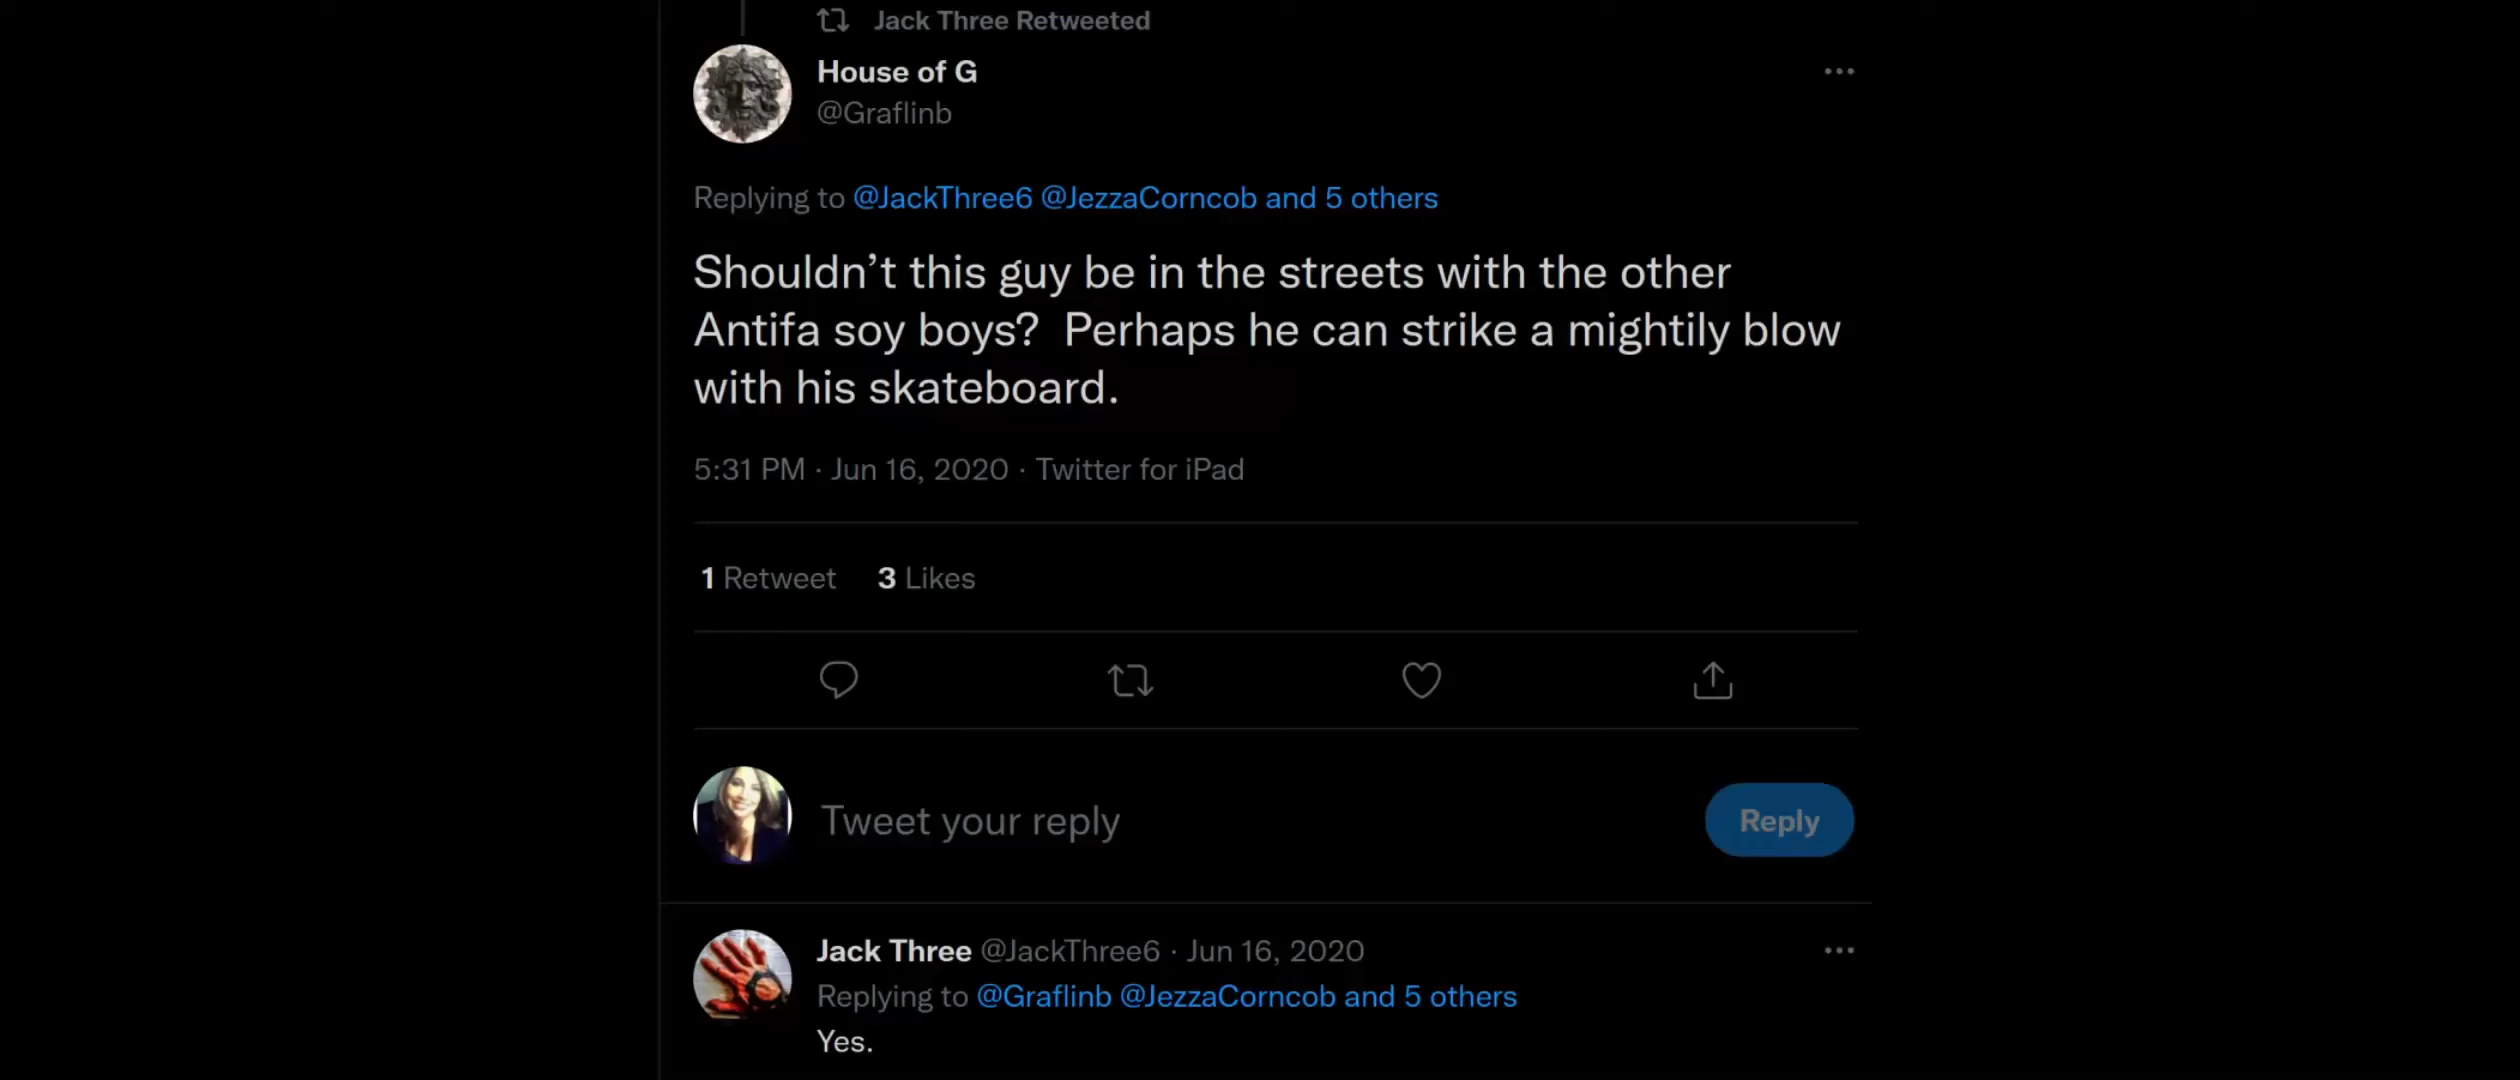 Jack Three Retweeted
House of G
@Graflinb
Replying to @JackThree6 @JezzaCorncob and 5 others
Shouldn’t this guy be in the streets with the other
Antifa soy boys?  Perhaps he can strike a mightily blow
with his skateboard.
5:31 PM · Jun 16, 2020 · Twitter for iPad
1 Retweet 3 Likes
Tweet your reply
Reply
Jack Three @JackThree6 · Jun 16, 2020
Replying to @Graflinb @JezzaCorncob and 5 others
Yes.